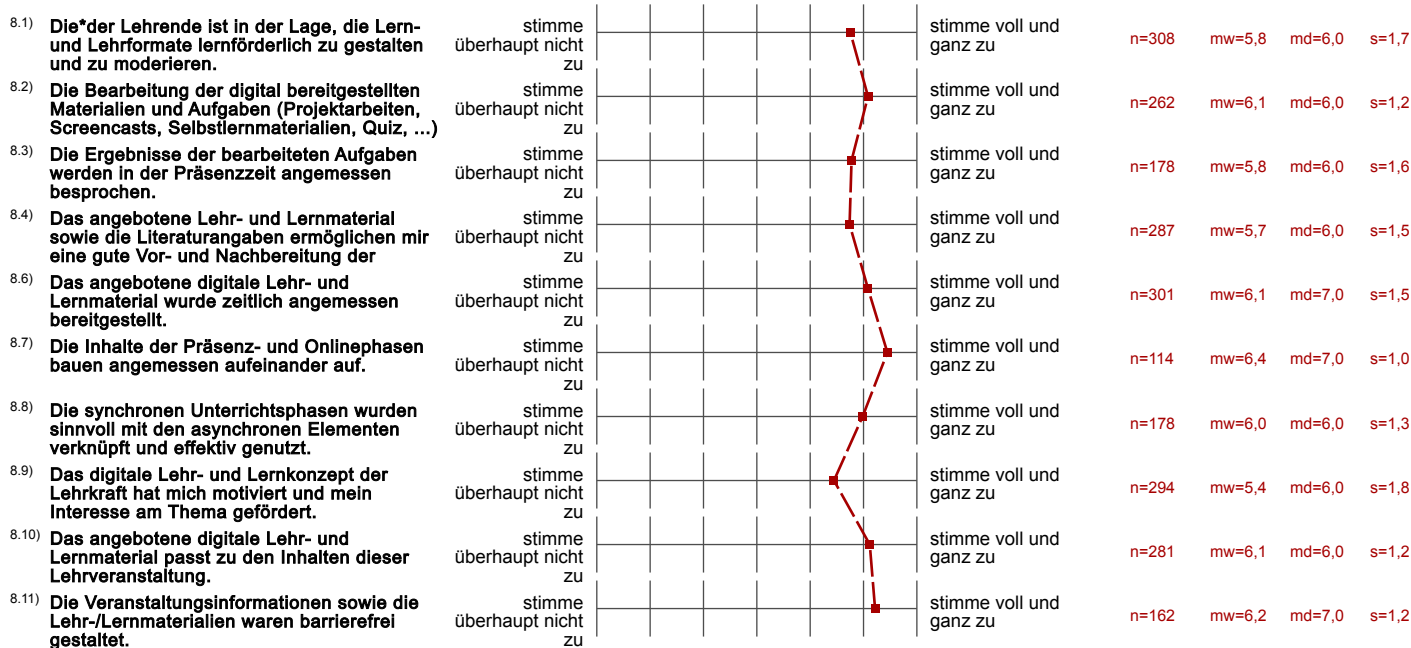 8.1) Die*der Lehrende ist in der Lage, die Lern-
und Lehrformate lernförderlich zu gestalten
und zu moderieren.
stimme
überhaupt nicht
zu
stimme voll und
ganz zu
n=308 mw=5,8 md=6,0 s=1,7
8.2) Die Bearbeitung der digital bereitgestellten
Materialien und Aufgaben (Projektarbeiten,
Screencasts, Selbstlernmaterialien, Quiz, ...)
stimme
überhaupt nicht
zu
stimme voll und
ganz zu
n=262 mw=6,1 md=6,0 s=1,2
8.3) Die Ergebnisse der bearbeiteten Aufgaben
werden in der Präsenzzeit angemessen
besprochen.
stimme
überhaupt nicht
zu
stimme voll und
ganz zu
n=178 mw=5,8 md=6,0 s=1,6
8.4) Das angebotene Lehr- und Lernmaterial
sowie die Literaturangaben ermöglichen mir
eine gute Vor- und Nachbereitung der
stimme
überhaupt nicht
zu
stimme voll und
ganz zu
n=287 mw=5,7 md=6,0 s=1,5
8.6) Das angebotene digitale Lehr- und
Lernmaterial wurde zeitlich angemessen
bereitgestellt.
stimme
überhaupt nicht
zu
stimme voll und
ganz zu
n=301 mw=6,1 md=7,0 s=1,5
8.7) Die Inhalte der Präsenz- und Onlinephasen
bauen angemessen aufeinander auf.
stimme
überhaupt nicht
zu
stimme voll und
ganz zu
n=114 mw=6,4 md=7,0 s=1,0
8.8) Die synchronen Unterrichtsphasen wurden
sinnvoll mit den asynchronen Elementen
verknüpft und effektiv genutzt.
stimme
überhaupt nicht
zu
stimme voll und
ganz zu
n=178 mw=6,0 md=6,0 s=1,3
8.9) Das digitale Lehr- und Lernkonzept der
Lehrkraft hat mich motiviert und mein
Interesse am Thema gefördert.
stimme
überhaupt nicht
zu
stimme voll und
ganz zu
n=294 mw=5,4 md=6,0 s=1,8
8.10) Das angebotene digitale Lehr- und
Lernmaterial passt zu den Inhalten dieser
Lehrveranstaltung.
stimme
überhaupt nicht
zu
stimme voll und
ganz zu
n=281 mw=6,1 md=6,0 s=1,2
8.11) Die Veranstaltungsinformationen sowie die
Lehr-/Lernmaterialien waren barrierefrei
gestaltet.
stimme
überhaupt nicht
zu
stimme voll und
ganz zu
n=162 mw=6,2 md=7,0 s=1,2